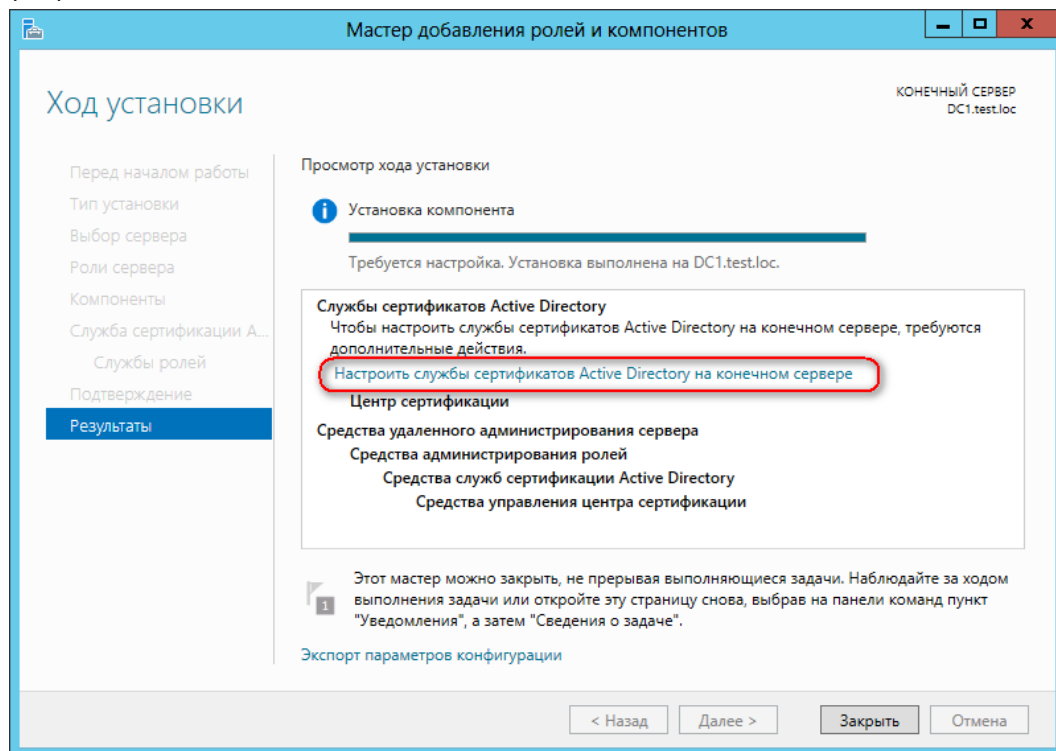 Мастер добавления ролей и компонентов
Ход установки
КОНЕЧНЫЙ СЕРВЕР
DC1.test.loc
Перед началом работы
Тип установки
Выбор сервера
Роли сервера
Компоненты
Служба сертификации A...
Службы ролей
Подтверждение
Результаты
Просмотр хода установки
Установка компонента
Требуется настройка. Установка выполнена на DC1.test.loc.
Службы сертификатов Active Directory
Чтобы настроить службы сертификатов Active Directory на конечном сервере, требуются
дополнительные действия.
Настроить службы сертификатов Active Directory на конечном сервере
Центр сертификации
Средства удаленного администрирования сервера
Средства администрирования ролей
Средства служб сертификации Active Directory
Средства управления центра сертификации
1
Этот мастер можно закрыть, не прерывая выполняющиеся задачи. Наблюдайте за ходом
выполнения задачи или откройте эту страницу снова, выбрав на панели команд пункт
"Уведомления", а затем "Сведения о задаче".
Экспорт параметров конфигурации
< Назад
Далее >
Закрыть
Отмена